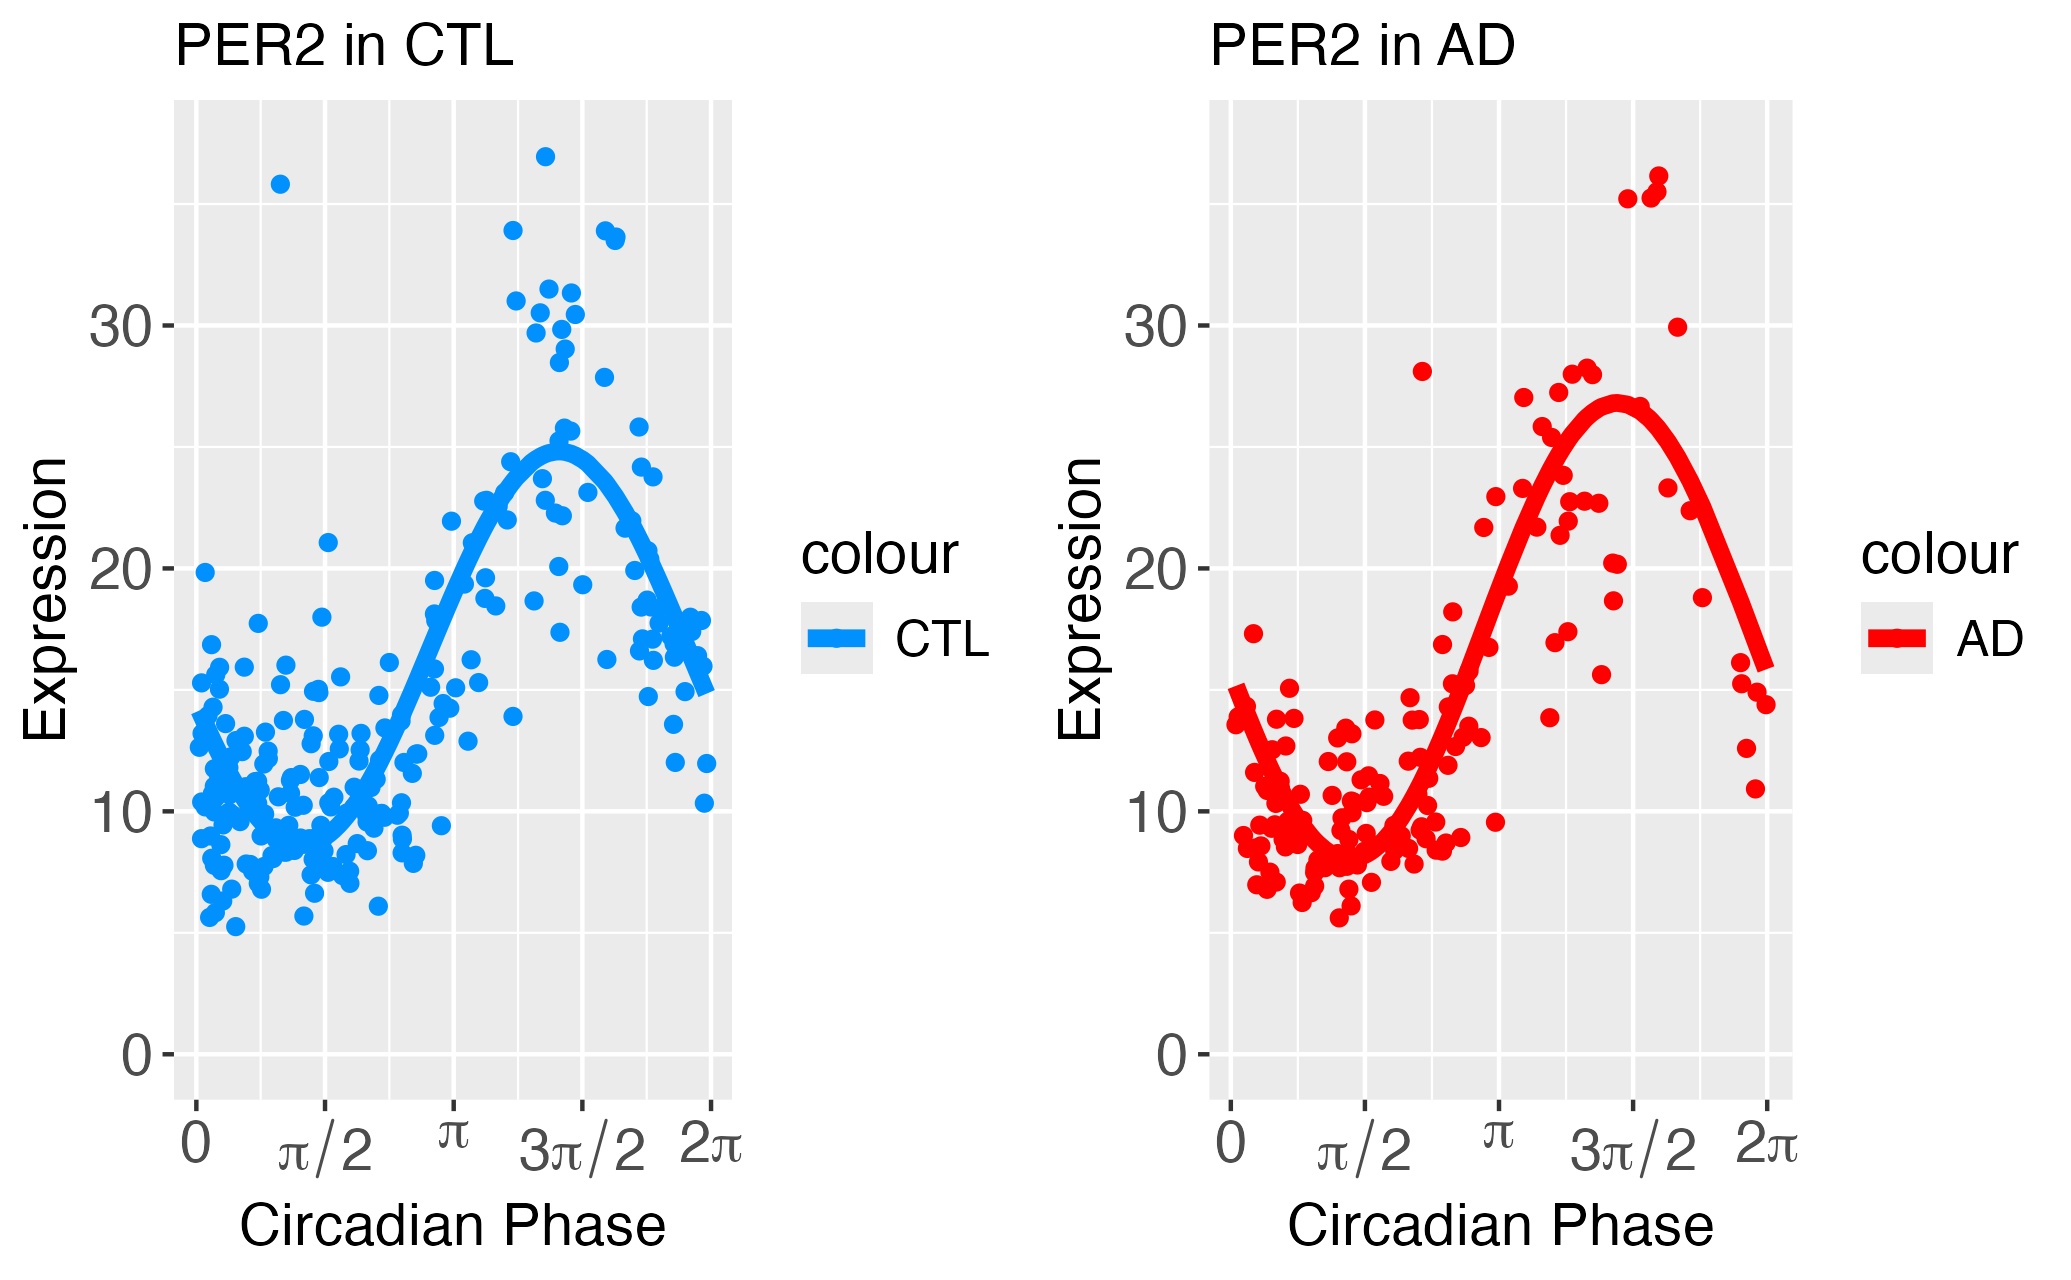 PER2 in CTL
Expression
30
20
10
0
0 π/2 π 3π/2 2π
Circadian Phase
colour
CTL
PER2 in AD
Expression
30
20
10
0
0 π/2 π 3π/2 2π
Circadian Phase
colour
AD